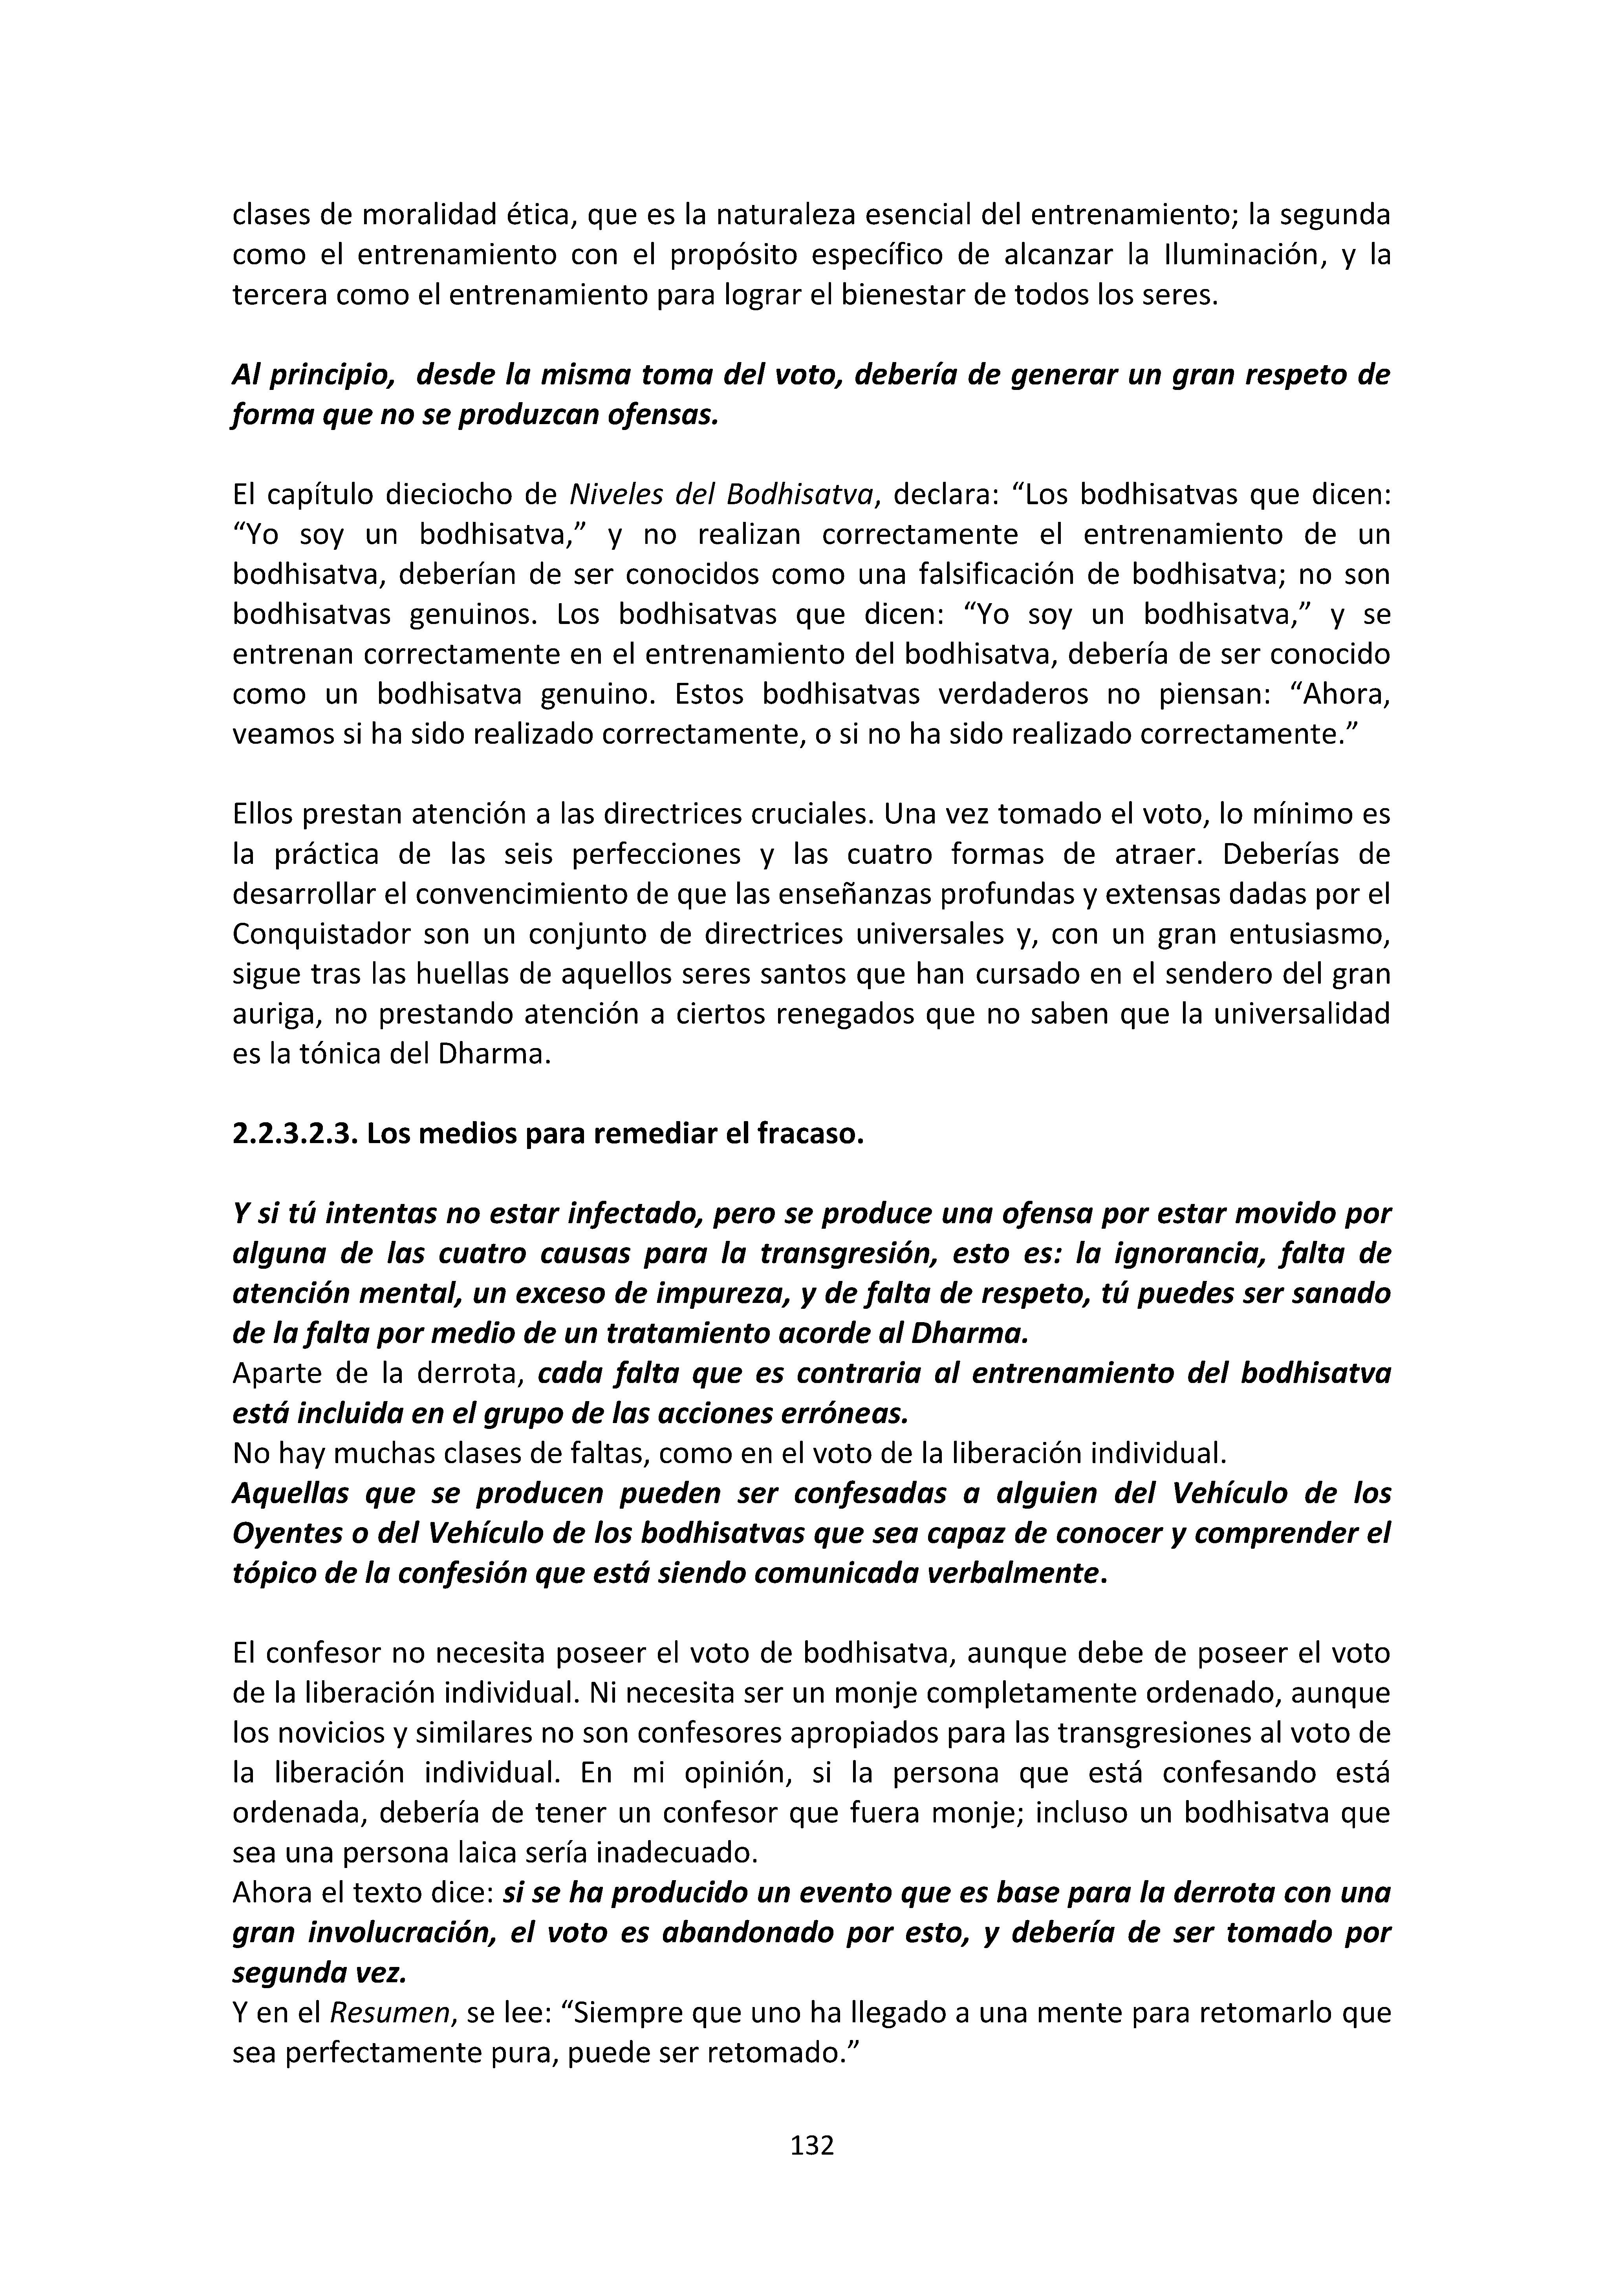 clases de moralidad ética, que es la naturaleza esencial del entrenamiento; la segunda
como el entrenamiento con el propósito específico de alcanzar la Iluminación, y la
tercera como el entrenamiento para lograr el bienestar de todos los seres.
Al principio, desde la misma toma del voto, debería de generar un gran respeto de
forma que no se produzcan ofensas.
El capítulo dieciocho de Niveles del Bodhisatva, declara: “Los bodhisatvas que dicen:
“Yo soy un bodhisatva,” y no realizan correctamente el entrenamiento de un
bodhisatva, deberían de ser conocidos como una falsificación de bodhisatva; no son
bodhisatvas genuinos. Los bodhisatvas que dicen: “Yo soy un bodhisatva,” y se
entrenan correctamente en el entrenamiento del bodhisatva, debería de ser conocido
como un bodhisatva genuino. Estos bodhisatvas verdaderos no piensan: “Ahora,
veamos si ha sido realizado correctamente, o si no ha sido realizado correctamente.”
Ellos prestan atención a las directrices cruciales. Una vez tomado el voto, lo mínimo es
la práctica de las seis perfecciones y las cuatro formas de atraer. Deberías de
desarrollar el convencimiento de que las enseñanzas profundas y extensas dadas por el
Conquistador son un conjunto de directrices universales y, con un gran entusiasmo,
sigue tras las huellas de aquellos seres santos que han cursado en el sendero del gran
auriga, no prestando atención a ciertos renegados que no saben que la universalidad
es la tónica del Dharma.
2.2.3.2.3. Los medios para remediar el fracaso.
Y si tú intentas no estar infectado, pero se produce una ofensa por estar movido por
alguna de las cuatro causas para la transgresión, esto es: la ignorancia, falta de
atención mental, un exceso de impureza, y de falta de respeto, tú puedes ser sanado
de la falta por medio de un tratamiento acorde al Dharma.
Aparte de la derrota, cada falta que es contraria al entrenamiento del bodhisatva
está incluida en el grupo de las acciones erróneas.
No hay muchas clases de faltas, como en el voto de la liberación individual.
Aquellas que se producen pueden ser confesadas a alguien del Vehículo de los
Oyentes o del Vehículo de los bodhisatvas que sea capaz de conocer y comprender el
tópico de la confesión que está siendo comunicada verbalmente.
El confesor no necesita poseer el voto de bodhisatva, aunque debe de poseer el voto
de la liberación individual. Ni necesita ser un monje completamente ordenado, aunque
los novicios y similares no son confesores apropiados para las transgresiones al voto de
la liberación individual. En mi opinión, si la persona que está confesando está
ordenada, debería de tener un confesor que fuera monje; incluso un bodhisatva que
sea una persona laica sería inadecuado.
Ahora el texto dice: si se ha producido un evento que es base para la derrota con una
gran involucración, el voto es abandonado por esto, y debería de ser tomado por
segunda vez.
Y en el Resumen, se lee: “Siempre que uno ha llegado a una mente para retomarlo que
sea perfectamente pura, puede ser retomado.”
132